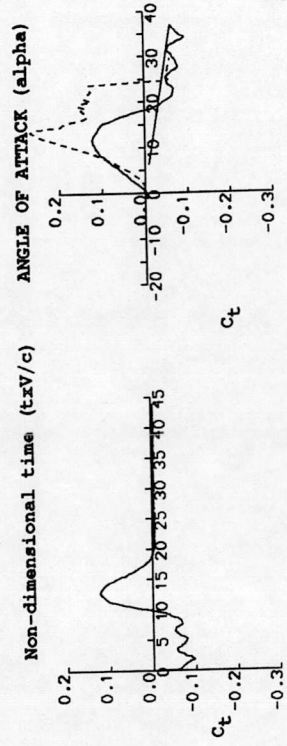 Non-dimensional time (txV/c)
0.2
0.1
0.0
-0.1
-0.2
-0.3
5 10 15 20 25 30 35 40 45
Ct
ANGLE OF ATTACK (alpha)
0.2
0.1
0.0
-0.1
-0.2
-0.3
-20 -10 0 10 20 30 40
Ct